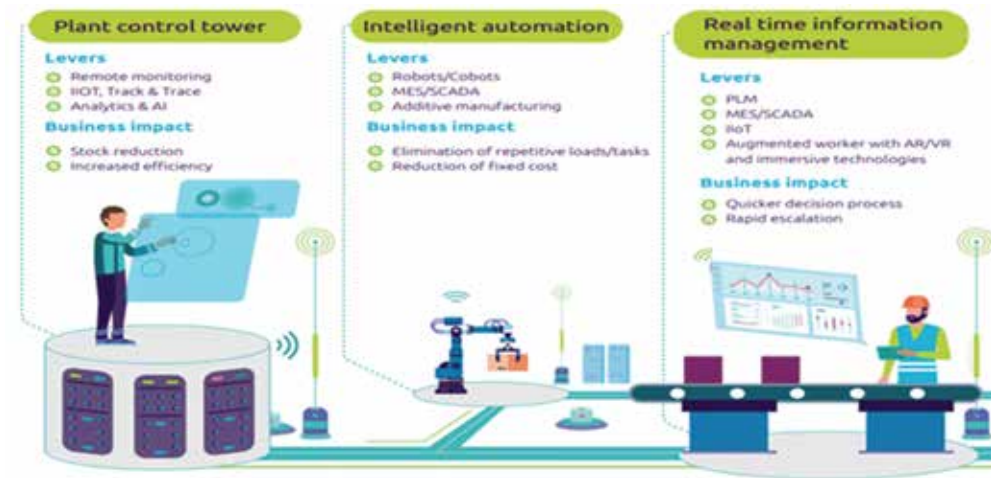 Plant control tower
Levers
Remote monitoring
IIOT, Track & Trace
Analytics & AI
Business impact
Stock reduction
Increased efficiency
Intelligent automation
Levers
Robots/Cobots
MES/SCADA
Additive manufacturing
Business impact
Elimination of repetitive loads/tasks
Reduction of fixed cost
Real time information
management
Levers
PLM
MES/SCADA
IIoT
Augmented worker with AR/VR
and immersive technologies
Business impact
Quicker decision process
Rapid escalation